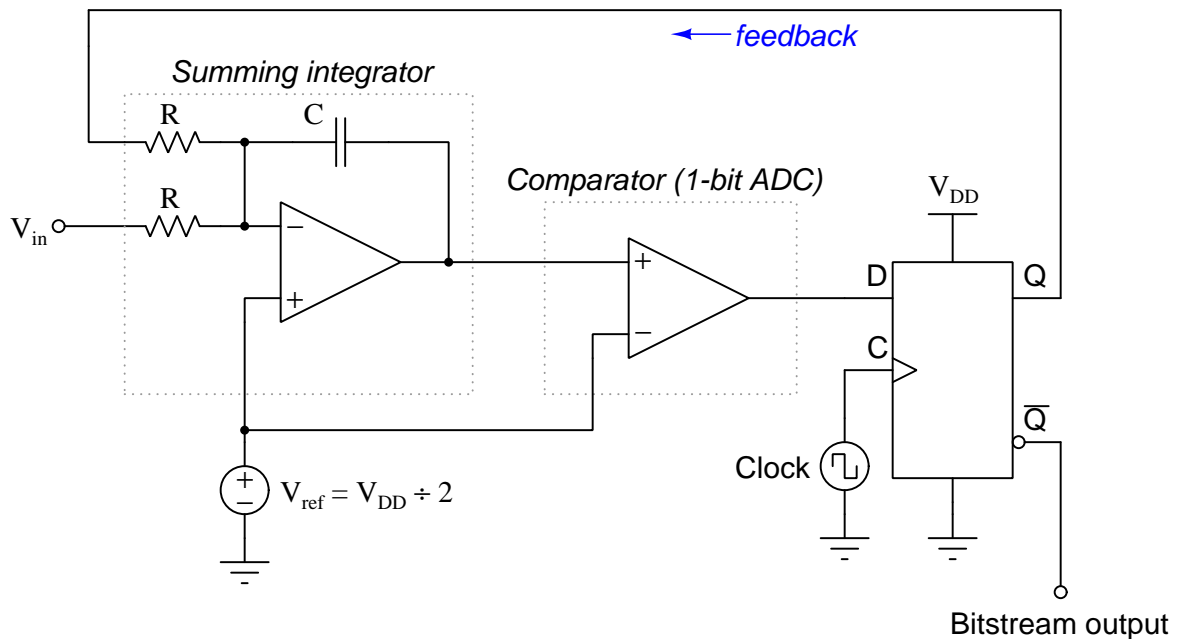 feedback
Summing integrator
R
C
R
V_in
−
+
Comparator (1-bit ADC)
+
−
V_DD
D
Q
C
Q̅
Clock
+
−
V_ref = V_DD ÷ 2
Bitstream output